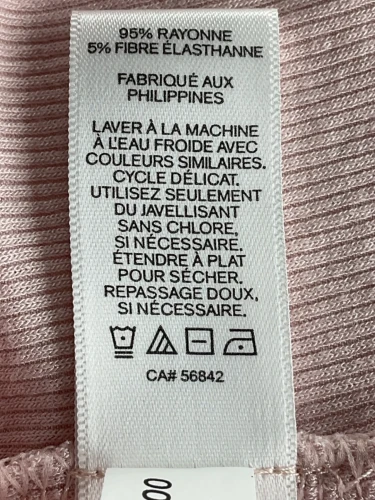 95% RAYONNE
5% FIBRE ÉLASTHANNE
FABRIQUÉ AUX
PHILIPPINES
LAVER À LA MACHINE
À L'EAU FROIDE AVEC
COULEURS SIMILAIRES.
CYCLE DÉLICAT.
UTILISEZ SEULEMENT
DU JAVELLISANT
SANS CHLORE,
SI NÉCESSAIRE.
ÉTENDRE À PLAT
POUR SÉCHER.
REPASSAGE DOUX,
SI NÉCESSAIRE.
CA# 56842
00